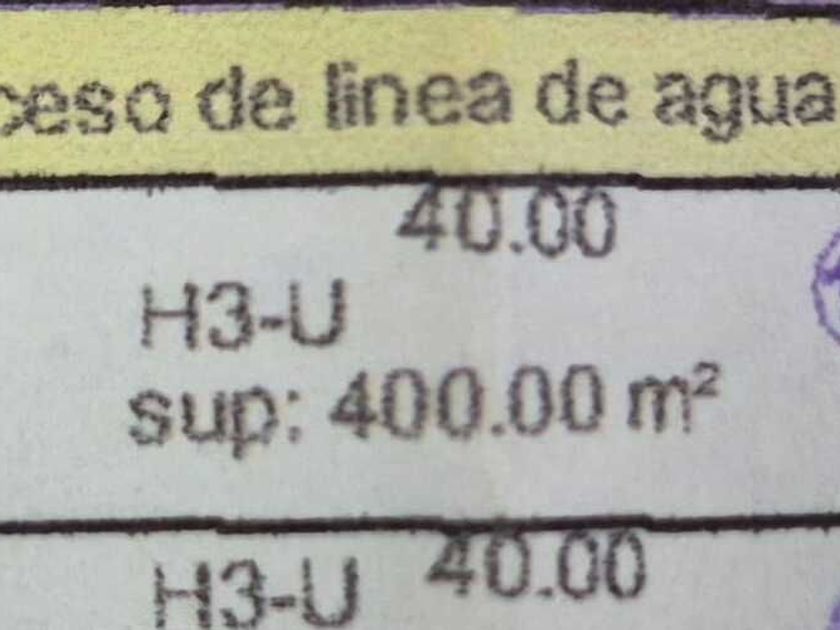 ceso de linea de agua
40.00
H3-U
sup: 400.00 m²
H3-U 40.00